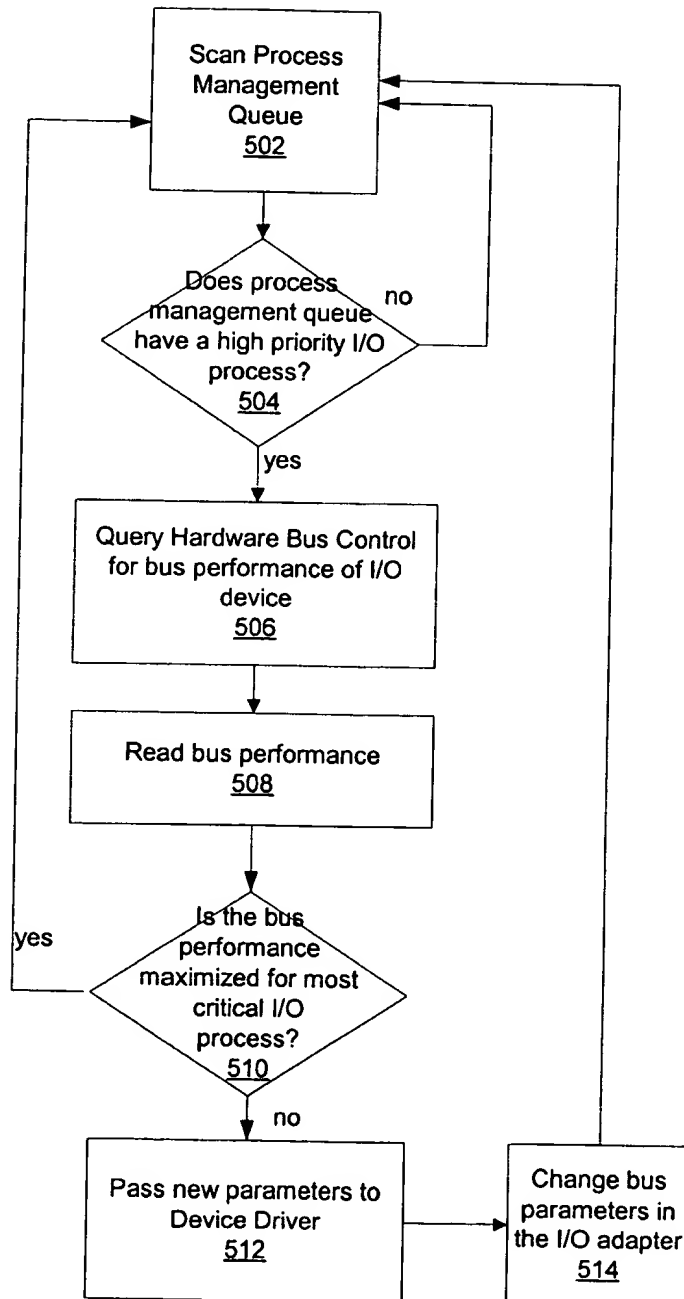 Scan Process
Management
Queue
502
Does process
management queue
have a high priority I/O
process?
504
no
yes
Query Hardware Bus Control
for bus performance of I/O
device
506
Read bus performance
508
Is the bus
performance
maximized for most
critical I/O
process?
510
yes
no
Pass new parameters to
Device Driver
512
Change bus
parameters in
the I/O adapter
514